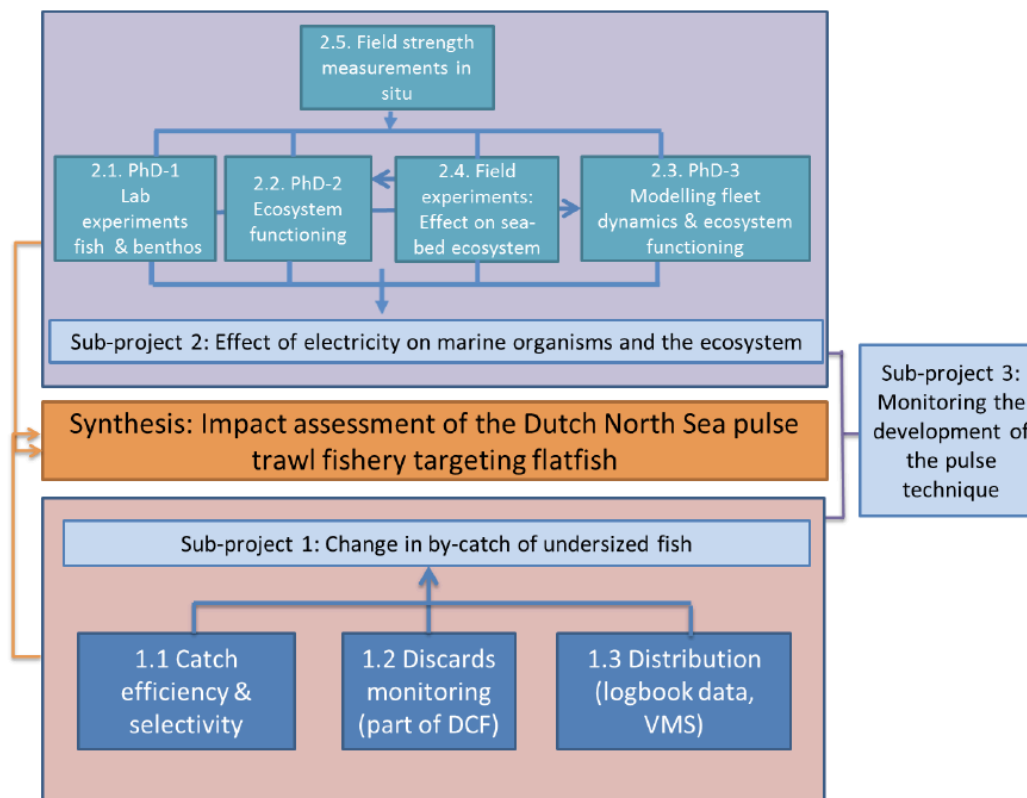 2.5. Field strength
measurements in
situ
2.1. PhD-1
Lab
experiments
fish & benthos
2.2. PhD-2
Ecosystem
functioning
2.4. Field
experiments:
Effect on sea-
bed ecosystem
2.3. PhD-3
Modelling fleet
dynamics & ecosystem
functioning
Sub-project 2: Effect of electricity on marine organisms and the ecosystem
Sub-project 3:
Monitoring the
development of
the pulse
technique
Synthesis: Impact assessment of the Dutch North Sea pulse
trawl fishery targeting flatfish
Sub-project 1: Change in by-catch of undersized fish
1.1 Catch
efficiency &
selectivity
1.2 Discards
monitoring
(part of DCF)
1.3 Distribution
(logbook data,
VMS)